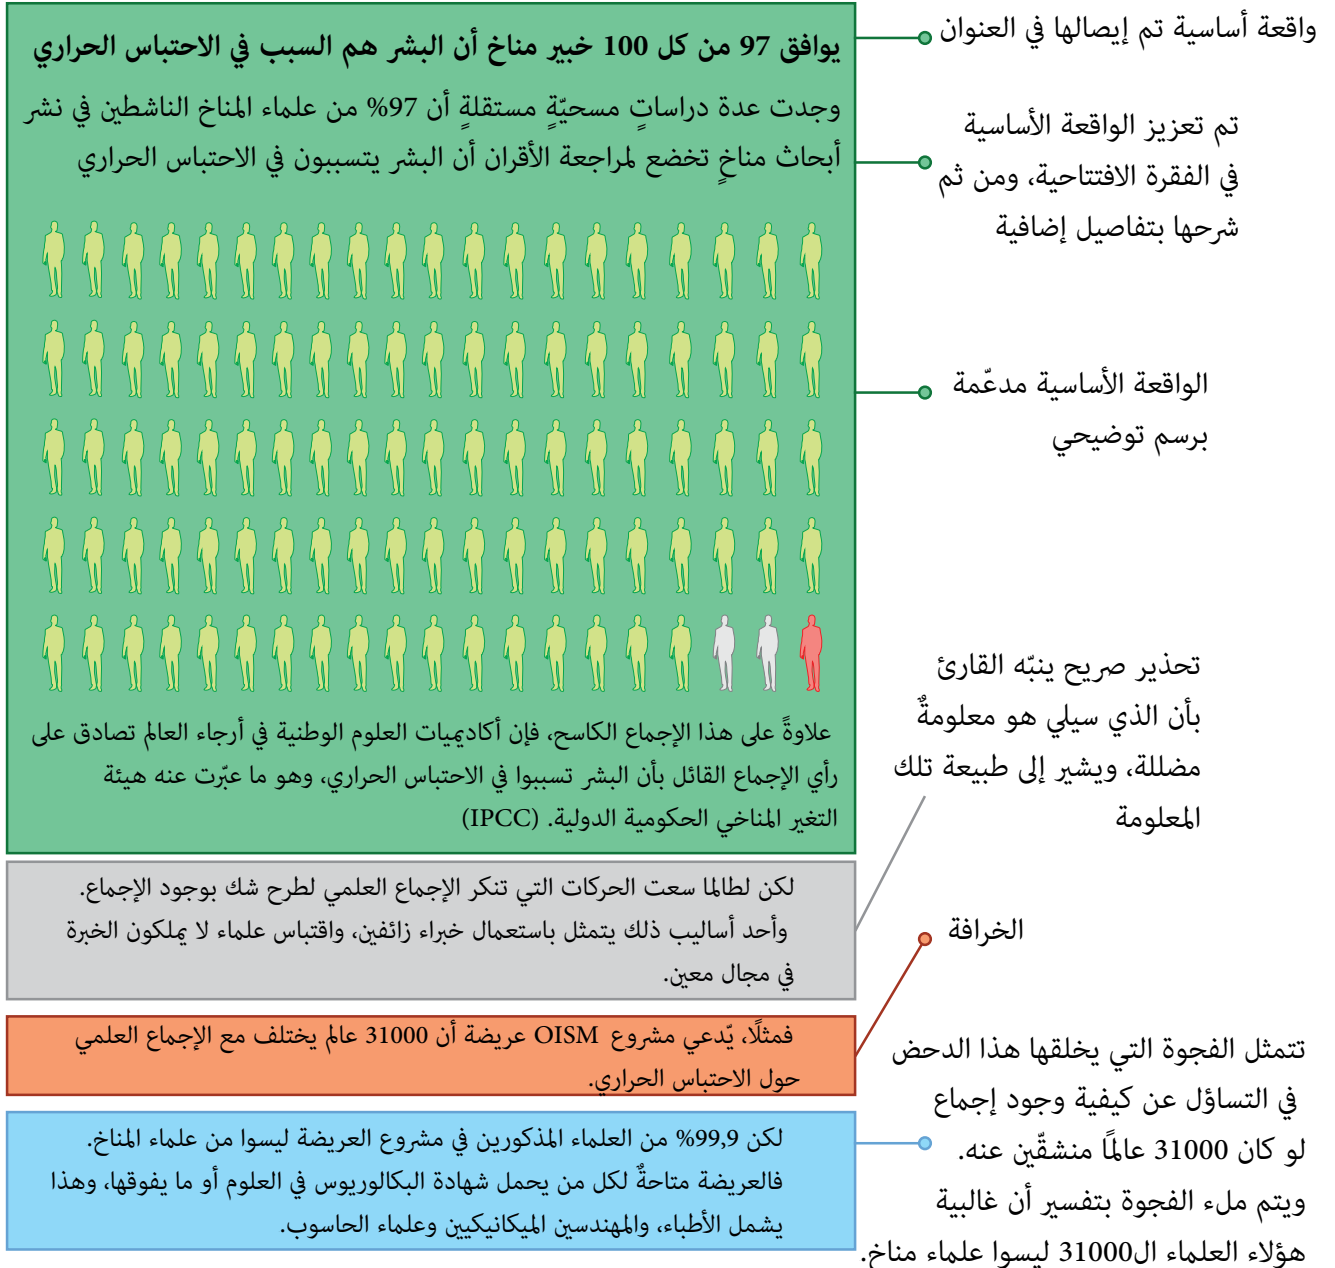 يوافق 97 من كل 100 خبير مناخ أن البشر هم السبب في الاحتباس الحراري
وجدت عدة دراساتٍ مسحيّةٍ مستقلةٍ أن 97% من علماء المناخ الناشطين في نشر
أبحاث مناخٍ تخضع لمراجعة الأقران أن البشر يتسببون في الاحتباس الحراري
علاوةً على هذا الإجماع الكاسح، فإن أكاديميات العلوم الوطنية في أرجاء العالم تصادق على
رأي الإجماع القائل بأن البشر تسببوا في الاحتباس الحراري، وهو ما عبّرت عنه هيئة
التغير المناخي الحكومية الدولية. (IPCC)
لكن لطالما سعت الحركات التي تنكر الإجماع العلمي لطرح شك بوجود الإجماع.
وأحد أساليب ذلك يتمثل باستعمال خبراء زائفين، واقتباس علماء لا يملكون الخبرة
في مجال معين.
فمثلًا، يّدعي مشروع OISM عريضة أن 31000 عالم يختلف مع الإجماع العلمي
حول الاحتباس الحراري.
لكن 99,9% من العلماء المذكورين في مشروع العريضة ليسوا من علماء المناخ.
فالعريضة متاحةٌ لكل من يحمل شهادة البكالوريوس في العلوم أو ما يفوقها، وهذا
يشمل الأطباء، والمهندسين الميكانيكيين وعلماء الحاسوب.
واقعة أساسية تم إيصالها في العنوان
تم تعزيز الواقعة الأساسية
في الفقرة الافتتاحية، ومن ثم
شرحها بتفاصيل إضافية
الواقعة الأساسية مدعّمة
برسم توضيحي
تحذير صريح ينبّه القارئ
بأن الذي سيلي هو معلومةٌ
مضللة، ويشير إلى طبيعة تلك
المعلومة
الخرافة
تتمثل الفجوة التي يخلقها هذا الدحض
في التساؤل عن كيفية وجود إجماع
لو كان 31000 عالمًا منشقّين عنه.
ويتم ملء الفجوة بتفسير أن غالبية
هؤلاء العلماء ال31000 ليسوا علماء مناخ.